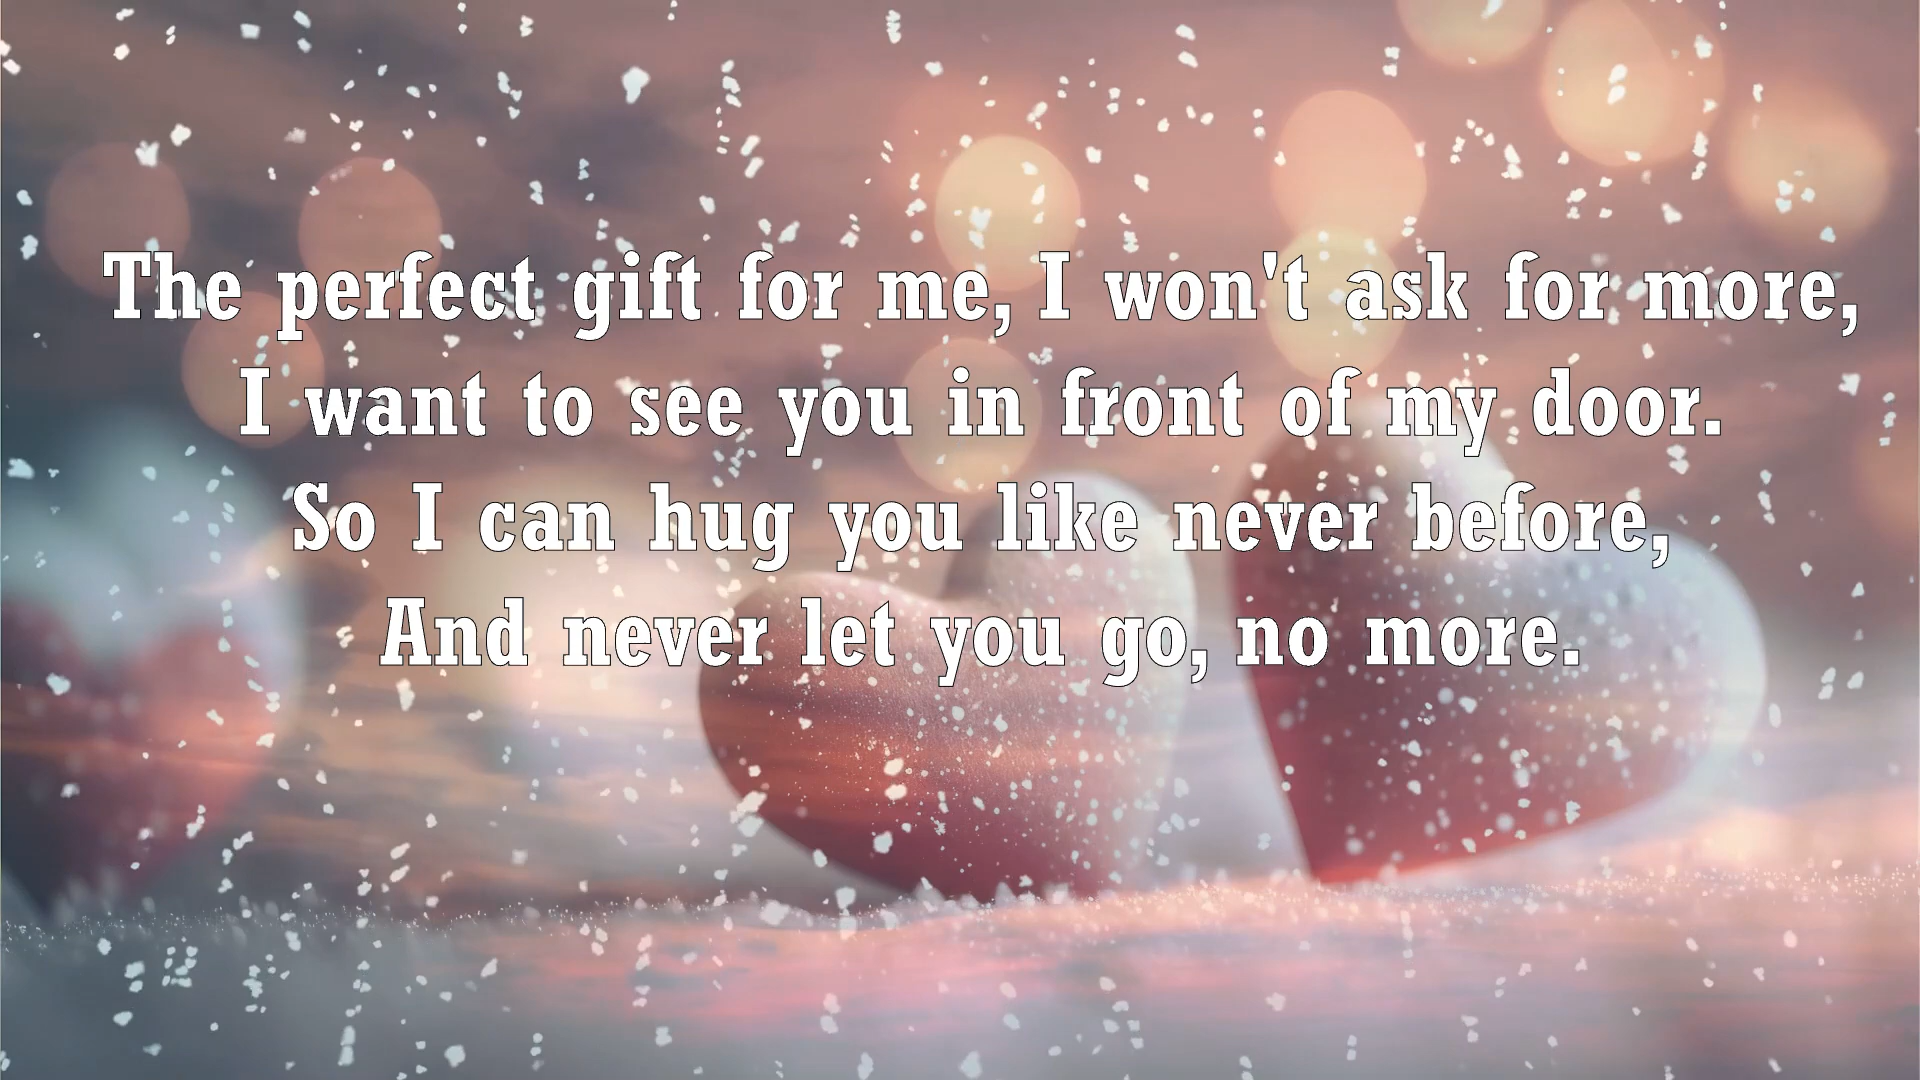 The perfect gift for me, I won't ask for more,
I want to see you in front of my door.
So I can hug you like never before,
And never let you go, no more.